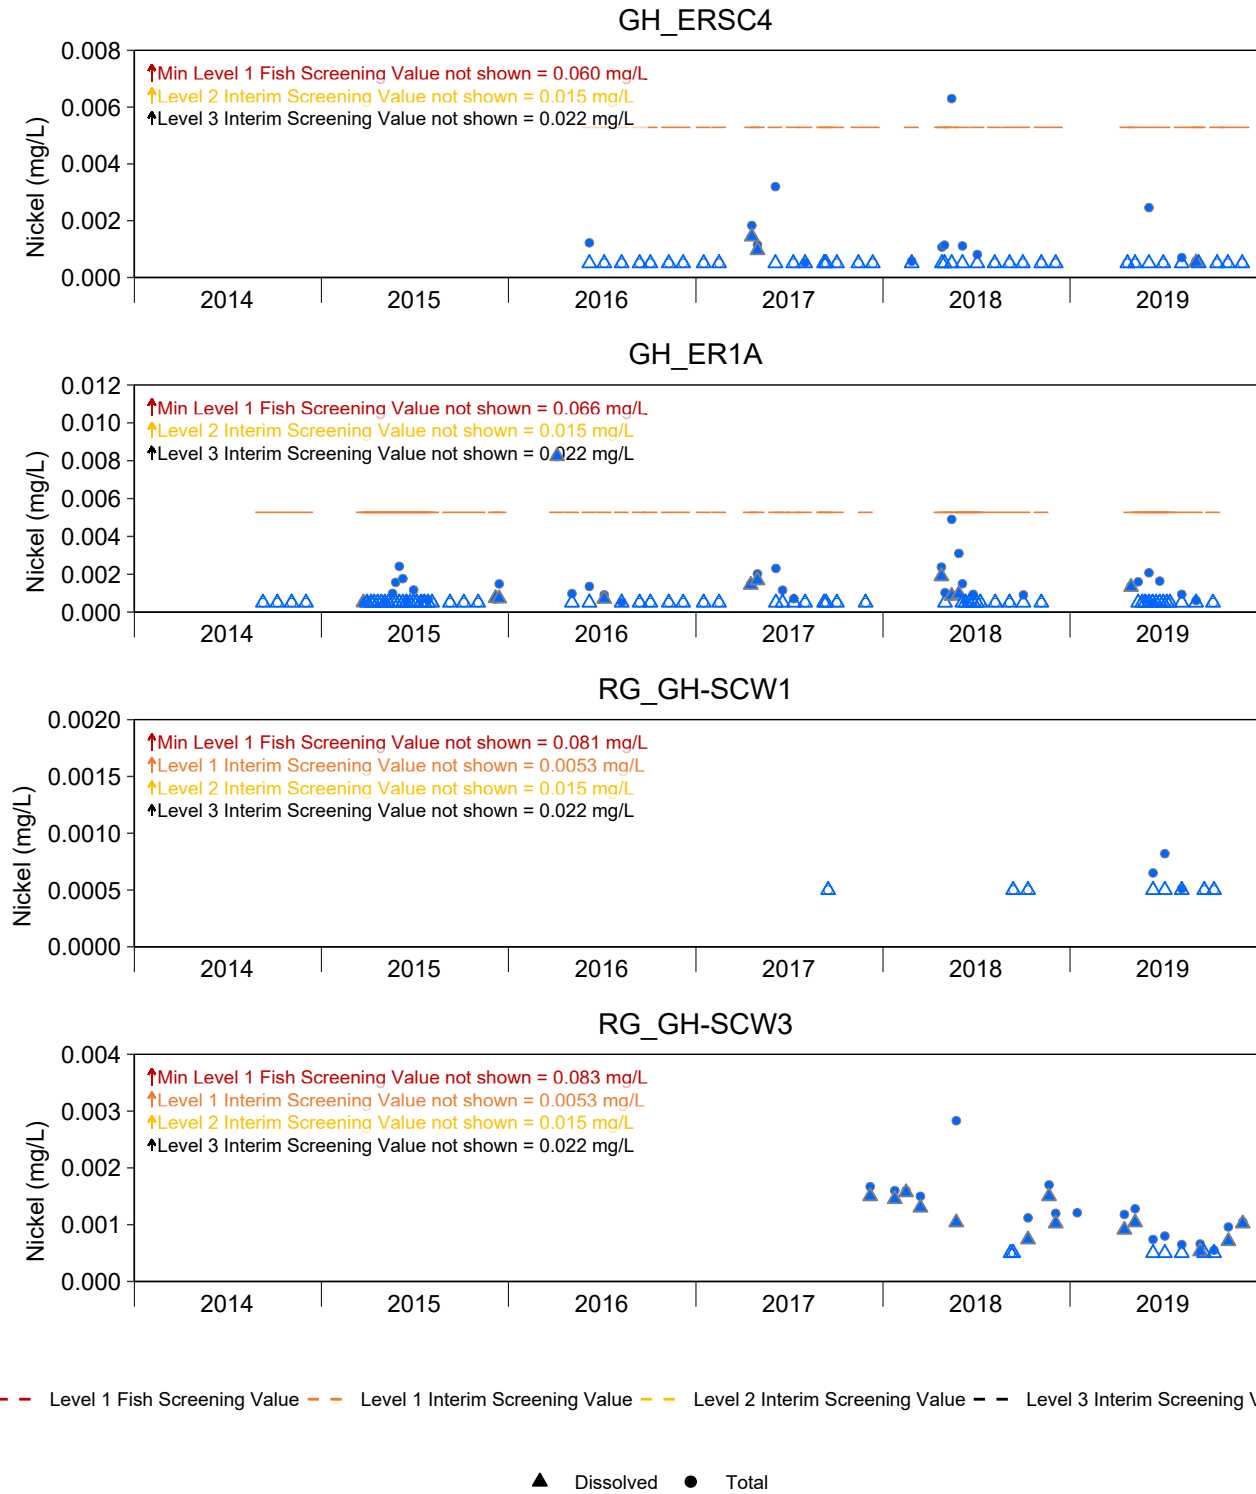 GH_ERSC4
0.008
0.006
0.004
0.002
0.000
Nickel (mg/L)
↑Min Level 1 Fish Screening Value not shown = 0.060 mg/L
↑Level 2 Interim Screening Value not shown = 0.015 mg/L
↑Level 3 Interim Screening Value not shown = 0.022 mg/L
2014 2015 2016 2017 2018 2019
GH_ER1A
0.012
0.010
0.008
0.006
0.004
0.002
0.000
Nickel (mg/L)
↑Min Level 1 Fish Screening Value not shown = 0.066 mg/L
↑Level 2 Interim Screening Value not shown = 0.015 mg/L
↑Level 3 Interim Screening Value not shown = 0.022 mg/L
2014 2015 2016 2017 2018 2019
RG_GH-SCW1
0.0020
0.0015
0.0010
0.0005
0.0000
Nickel (mg/L)
↑Min Level 1 Fish Screening Value not shown = 0.081 mg/L
↑Level 1 Interim Screening Value not shown = 0.0053 mg/L
↑Level 2 Interim Screening Value not shown = 0.015 mg/L
↑Level 3 Interim Screening Value not shown = 0.022 mg/L
2014 2015 2016 2017 2018 2019
RG_GH-SCW3
0.004
0.003
0.002
0.001
0.000
Nickel (mg/L)
↑Min Level 1 Fish Screening Value not shown = 0.083 mg/L
↑Level 1 Interim Screening Value not shown = 0.0053 mg/L
↑Level 2 Interim Screening Value not shown = 0.015 mg/L
↑Level 3 Interim Screening Value not shown = 0.022 mg/L
2014 2015 2016 2017 2018 2019
Level 1 Fish Screening Value Level 1 Interim Screening Value Level 2 Interim Screening Value Level 3 Interim Screening
Dissolved Total